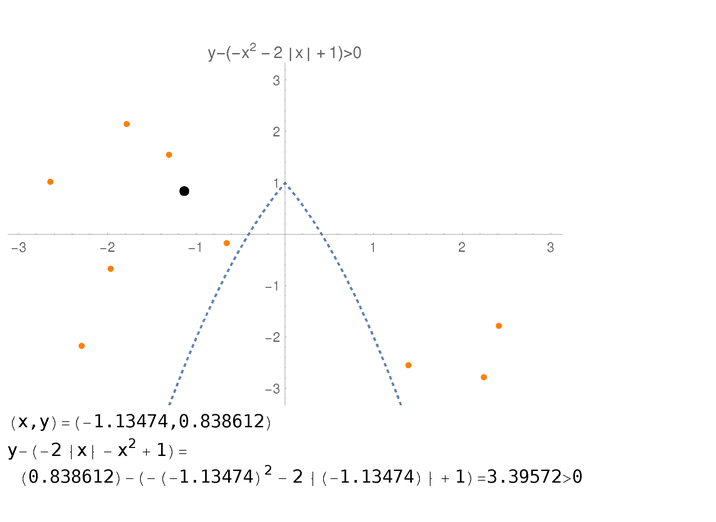 y−(−x² − 2 |x| + 1)>0
3
2
1
−3 −2 −1 1 2 3
−1
−2
−3
(x,y)=(−1.13474,0.838612)
y−(−2 |x| − x² + 1)=
(0.838612)−(−(−1.13474)² − 2 |(−1.13474)| + 1)=3.39572>0